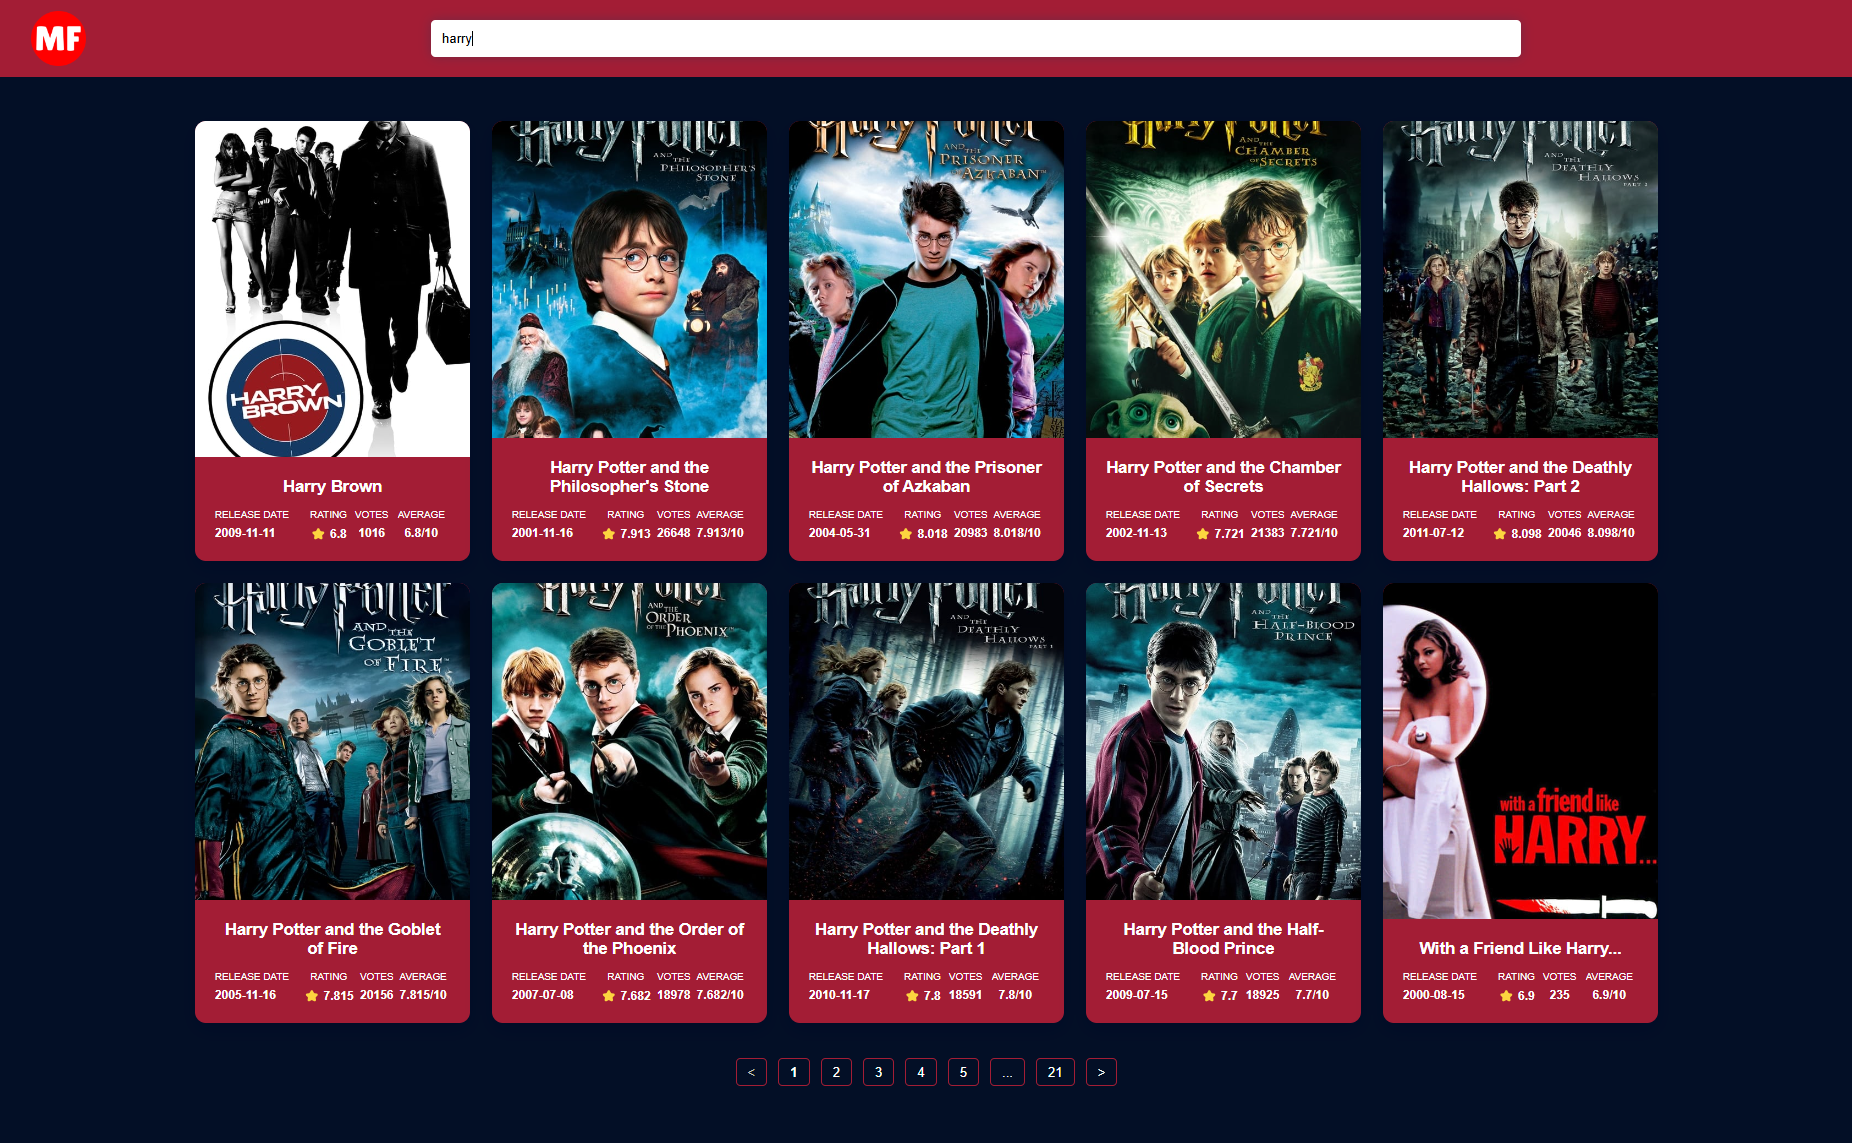 MF
harry
HARRY
BROWN
Harry Brown
RELEASE DATE RATING VOTES AVERAGE
2009-11-11 6.8 1016 6.8/10
Harry Potter
AND THE
PHILOSOPHER'S
STONE
Harry Potter and the
Philosopher's Stone
RELEASE DATE RATING VOTES AVERAGE
2001-11-16 7.913 26648 7.913/10
Harry Potter
AND THE
PRISONER
OF AZKABAN™
Harry Potter and the Prisoner
of Azkaban
RELEASE DATE RATING VOTES AVERAGE
2004-05-31 8.018 20983 8.018/10
Harry Potter
AND THE
CHAMBER
OF SECRETS
Harry Potter and the Chamber
of Secrets
RELEASE DATE RATING VOTES AVERAGE
2002-11-13 7.721 21383 7.721/10
Harry Potter
AND THE
DEATHLY
HALLOWS
PART 2
Harry Potter and the Deathly
Hallows: Part 2
RELEASE DATE RATING VOTES AVERAGE
2011-07-12 8.098 20046 8.098/10
Harry Potter
AND THE
GOBLET
OF FIRE™
Harry Potter and the Goblet
of Fire
RELEASE DATE RATING VOTES AVERAGE
2005-11-16 7.815 20156 7.815/10
Harry Potter
AND THE
ORDER
OF THE PHOENIX™
Harry Potter and the Order of
the Phoenix
RELEASE DATE RATING VOTES AVERAGE
2007-07-08 7.682 18978 7.682/10
Harry Potter
AND THE
DEATHLY
HALLOWS
PART 1
Harry Potter and the Deathly
Hallows: Part 1
RELEASE DATE RATING VOTES AVERAGE
2010-11-17 7.8 18591 7.8/10
Harry Potter
AND THE
HALF-BLOOD
PRINCE
Harry Potter and the Half-
Blood Prince
RELEASE DATE RATING VOTES AVERAGE
2009-07-15 7.7 18925 7.7/10
with a friend like
HARRY...
With a Friend Like Harry...
RELEASE DATE RATING VOTES AVERAGE
2000-08-15 6.9 235 6.9/10
< 1 2 3 4 5 ... 21 >